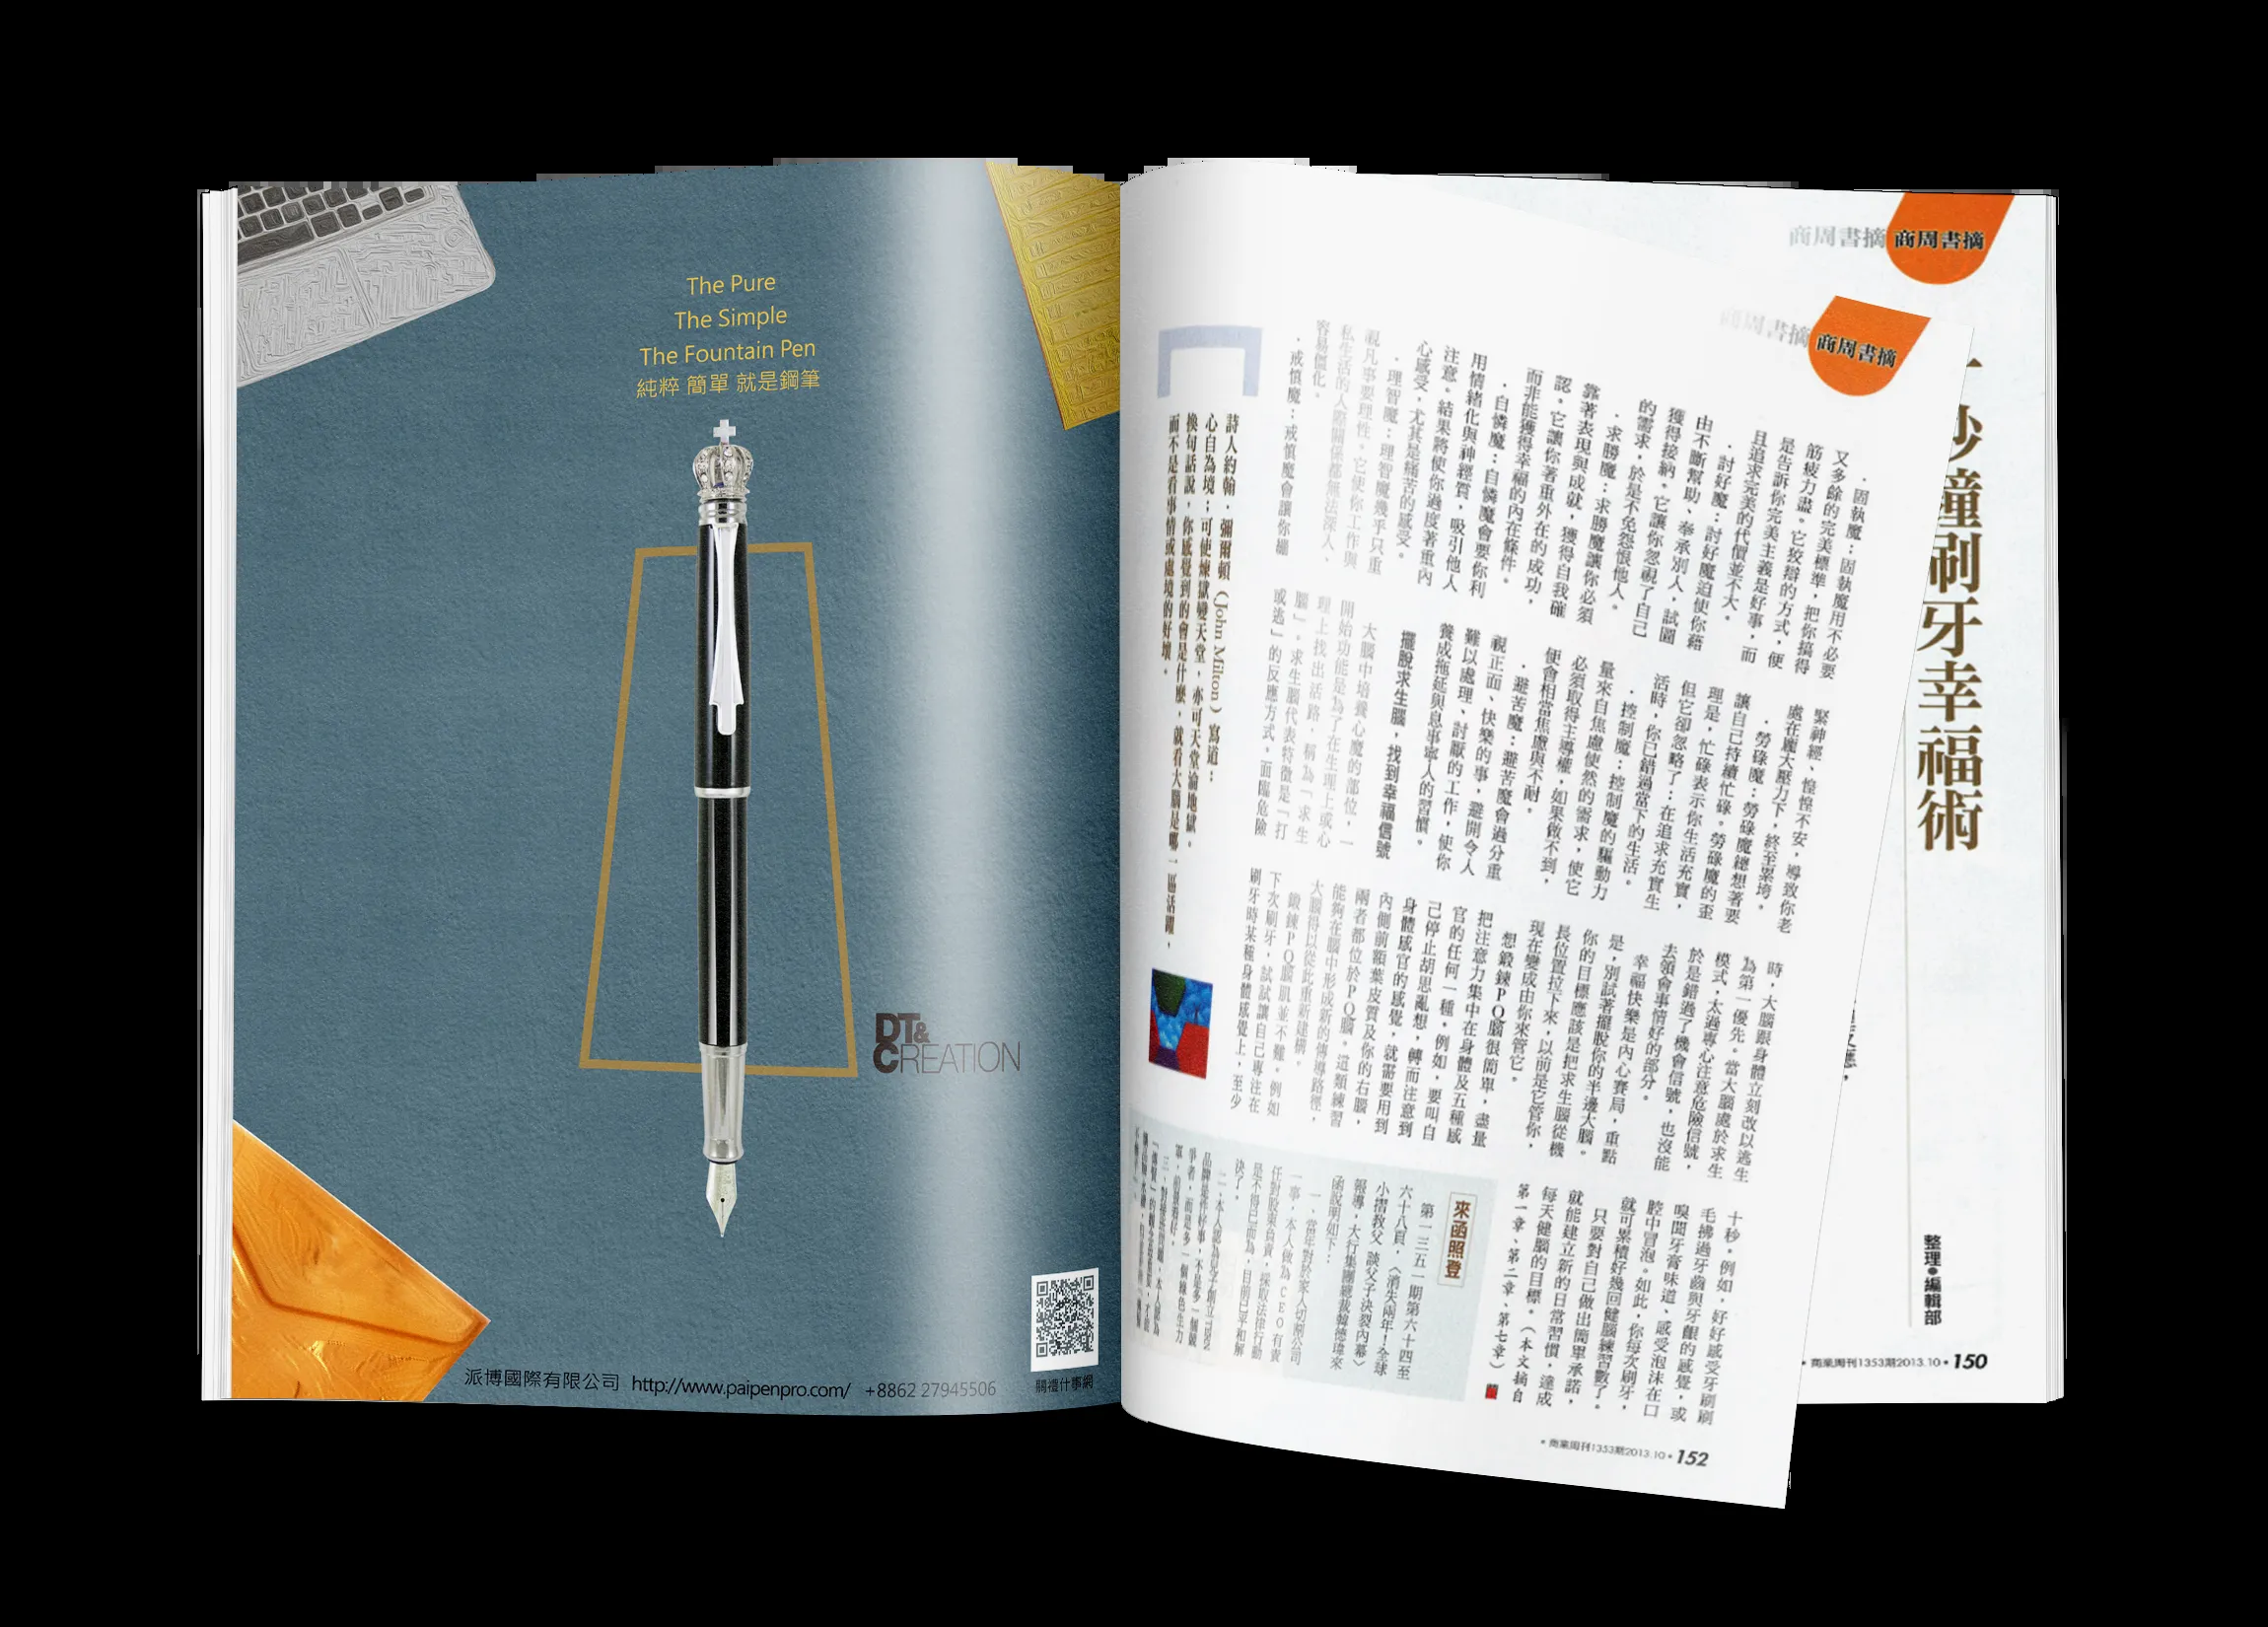 The Pure
The Simple
The Fountain Pen
純粹 簡單 就是鋼筆
DT&
CREATION
派博國際有限公司 http://www.paipenpro.com/ +8862 27945506
商周書摘 商周書摘
商周書摘 商周書摘
秒鐘刷牙幸福術
整理●編輯部
•商業周刊1353期2013.10•150
．固執魔：固執魔用不必要
又多餘的完美標準，把你搞得
筋疲力盡。它狡辯的方式，便
是告訴你完美主義是好事，而
且追求完美的代價並不大。
．討好魔：討好魔迫使你藉
由不斷幫助、奉承別人，試圖
獲得接納。它讓你忽視了自己
的需求，於是不免怨恨他人。
．求勝魔：求勝魔讓你必須
靠著表現與成就，獲得自我確
認。它讓你著重外在的成功，
而非能獲得幸福的內在條件。
．自憐魔：自憐魔會要你利
用情緒化與神經質，吸引他人
注意。結果將使你過度著重內
心感受，尤其是痛苦的感受。
．理智魔：理智魔幾乎只重
視凡事要理性。它使你工作與
私生活的人際關係都無法深入、
容易僵化。
．戒慎魔：戒慎魔會讓你繃
緊神經、惶惶不安，導致你老
處在龐大壓力下，終至累垮。
．勞碌魔：勞碌魔總想著要
讓自己持續忙碌。勞碌魔的歪
理是，忙碌表示你生活充實，
但它卻忽略了：在追求充實生
活時，你已錯過當下的生活。
．控制魔：控制魔的驅動力
量來自焦慮使然的需求，使它
必須取得主導權，如果做不到，
便會相當焦慮與不耐。
．避苦魔：避苦魔會過分重
視正面、快樂的事，避開令人
難以處理、討厭的工作，使你
養成拖延與息事寧人的習慣。
擺脫求生腦，找到幸福信號
大腦中培養心魔的部位，一
開始功能是為了在生理上或心
理上找出活路，稱為「求生
腦」。求生腦代表特徵是「打
或逃」的反應方式。面臨危險
時，大腦跟身體立刻改以逃生
為第一優先。當大腦處於求生
模式，太過專心注意危險信號，
於是錯過了機會信號，也沒能
去領會事情好的部分。
幸福快樂是內心賽局，重點
是，別試著擺脫你的半邊大腦。
你的目標應該是把求生腦從機
長位置拉下來，以前是它管你，
現在變成由你來管它。
想鍛鍊PQ腦很簡單，盡量
把注意力集中在身體及五種感
官的任何一種，例如，要叫自
己停止胡思亂想，轉而注意到
身體感官的感覺，就需要用到
內側前額葉皮質及你的右腦，
兩者都位於PQ腦。這類練習
能夠在腦中形成新的傳導路徑，
大腦得以從此重新建構。
鍛鍊PQ腦肌並不難。例如
下次刷牙，試試讓自己專注在
刷牙時某種身體感覺上，至少
十秒。例如，好好感受牙刷刷
毛拂過牙齒與牙齦的感覺，或
嗅聞牙膏味道、感受泡沫在口
腔中冒泡。如此，你每次刷牙，
就可累積好幾回健腦練習數了。
只要對自己做出簡單承諾，
就能建立新的日常習慣，達成
每天健腦的目標。（本文摘自
第一章、第二章、第七章）
詩人約翰．彌爾頓（John Milton）寫道：
心自為境；可使煉獄變天堂，亦可天堂淪地獄。
換句話說，你感覺到的會是什麼，就看大腦是哪一區活躍，
而不是看事情或處境的好壞。
來函照登
第一三五一期第六十四至
六十八頁，〈消失兩年！全球
小摺教父 談父子決裂內幕〉
報導，大行集團總裁韓德瑋來
函說明如下：
一、當年對於家人切割公司
一事，本人做為CEO有責
任對股東負責，採取法律行動
是不得已而為，目前已平和解
決了。
•商業周刊1353期2013.10•152